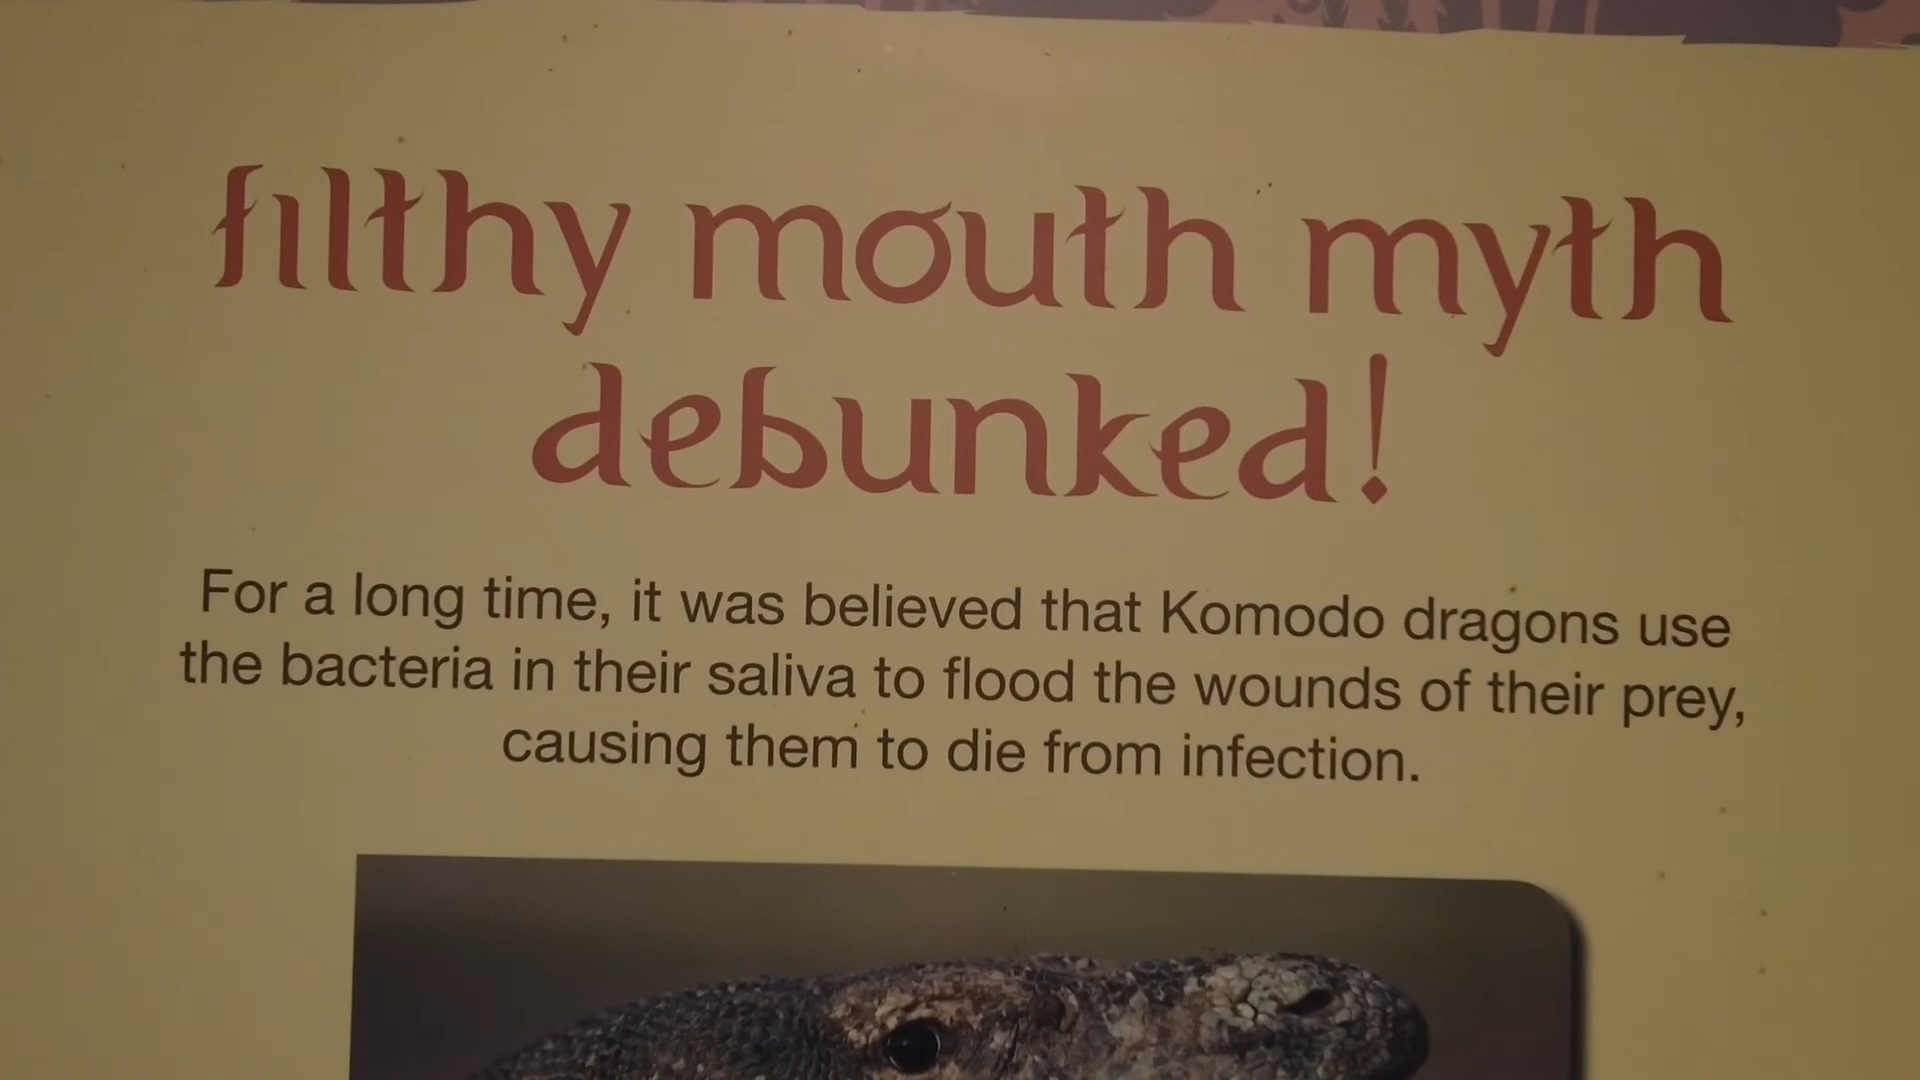 filthy mouth myth
debunked!
For a long time, it was believed that Komodo dragons use
the bacteria in their saliva to flood the wounds of their prey,
causing them to die from infection.